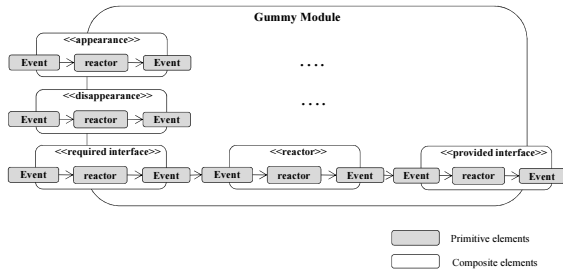 Gummy Module
<<appearance>>
Event reactor Event
....
<<disappearance>>
....
Event reactor Event
<<required interface>> <<reactor>> <<provided interface>>
Event reactor Event Event reactor Event Event reactor Event
Primitive elements
Composite elements